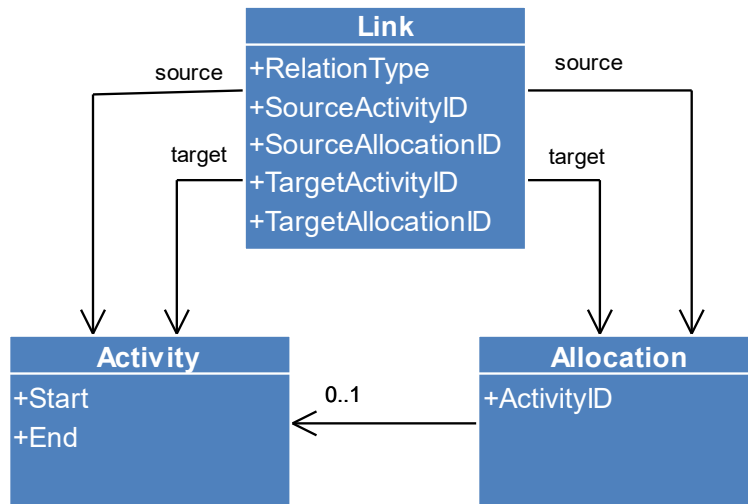 Link
source
source
+RelationType
+SourceActivityID
+SourceAllocationID
target
target
+TargetActivityID
+TargetAllocationID
Activity
Allocation
+Start
0..1
+ActivityID
+End